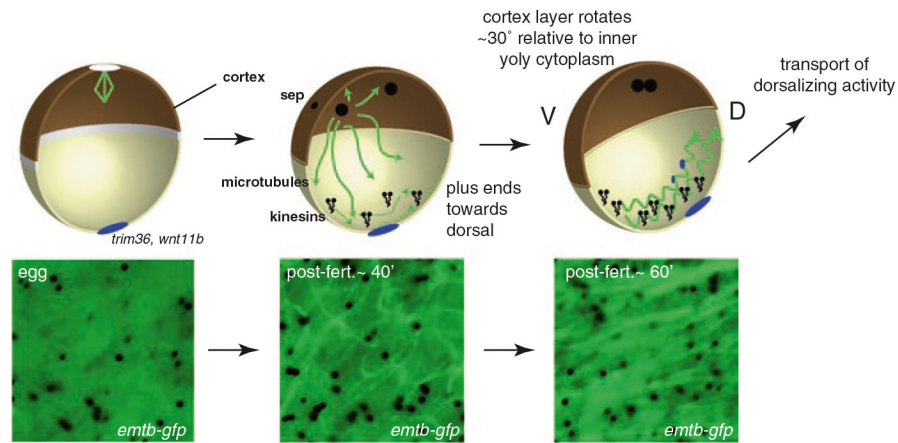 cortex layer rotates
~30˚ relative to inner
yoly cytoplasm
transport of
dorsalizing activity
cortex
sep
V
D
microtubules
kinesins
plus ends
towards
dorsal
trim36, wnt11b
egg
post-fert.~ 40’
post-fert.~ 60’
emtb-gfp
emtb-gfp
emtb-gfp